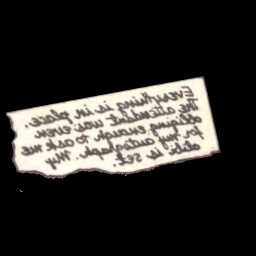 Everything is in place.
The attendant was even
obliging enough to ask me
for my autograph. My
alibi is set.